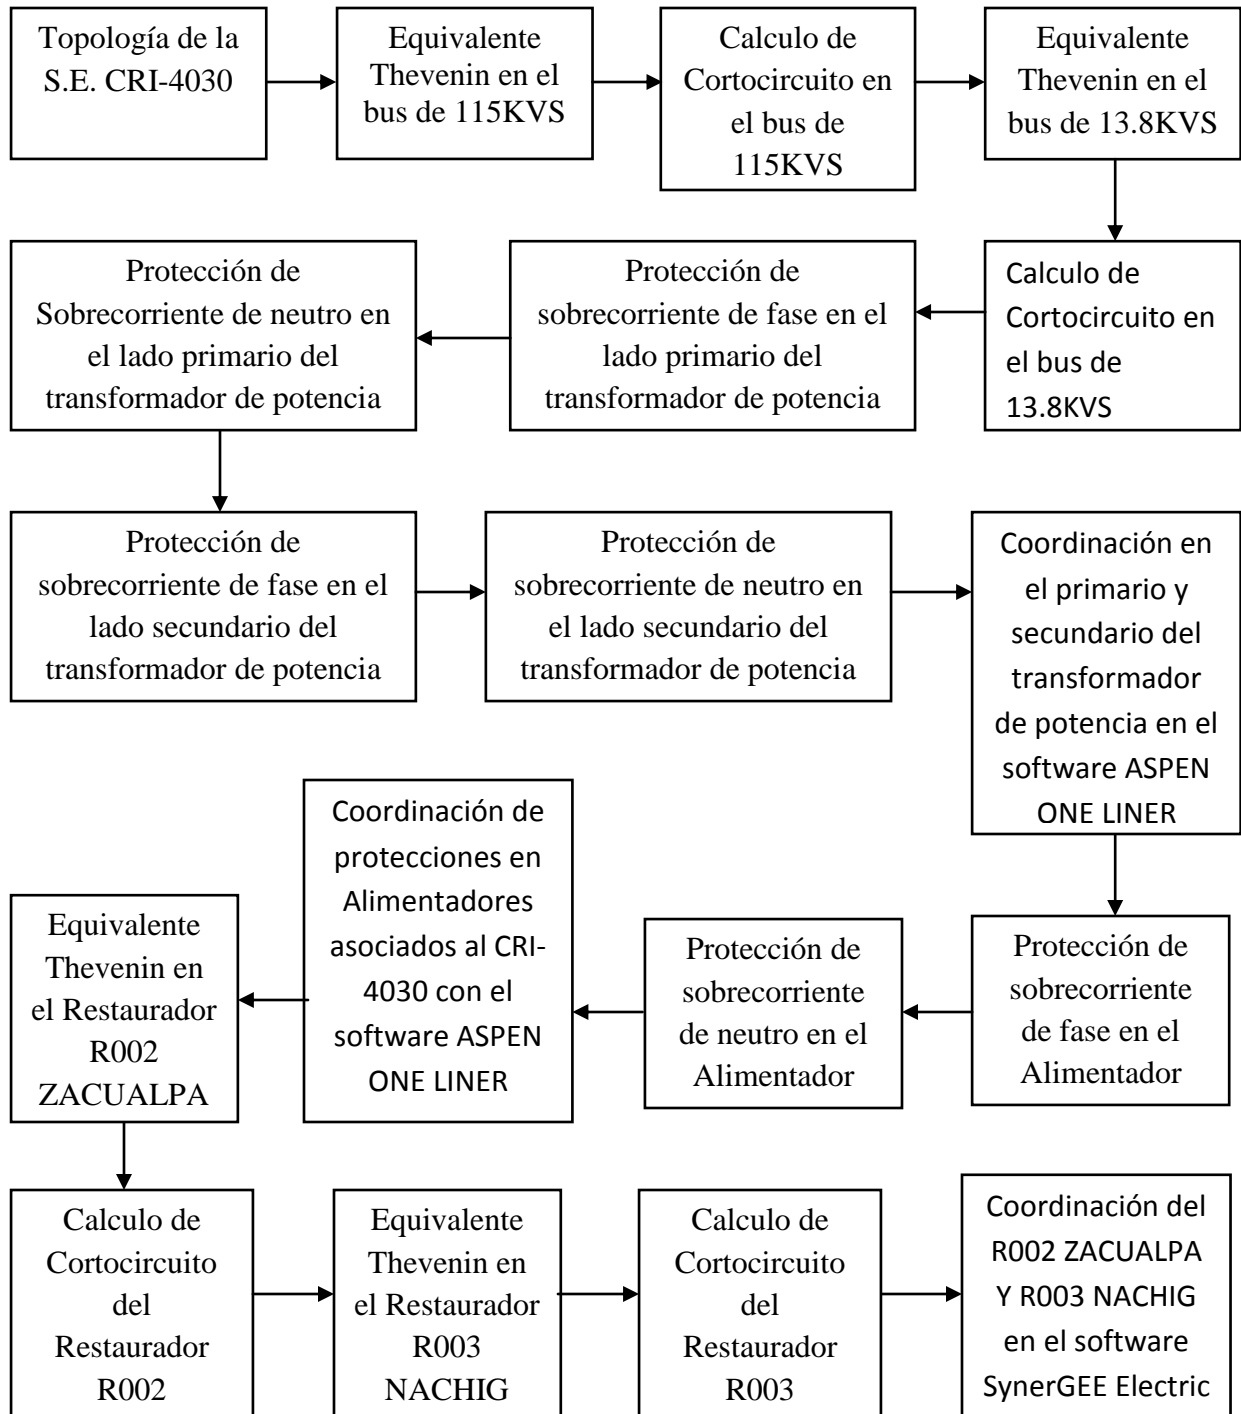 Topología de la
S.E. CRI-4030
Equivalente
Thevenin en el
bus de 115KVS
Calculo de
Cortocircuito en
el bus de
115KVS
Equivalente
Thevenin en el
bus de 13.8KVS
Calculo de
Cortocircuito en
el bus de
13.8KVS
Protección de
sobrecorriente de fase en el
lado primario del
transformador de potencia
Protección de
Sobrecorriente de neutro en
el lado primario del
transformador de potencia
Protección de
sobrecorriente de fase en el
lado secundario del
transformador de potencia
Protección de
sobrecorriente de neutro en
el lado secundario del
transformador de potencia
Coordinación en
el primario y
secundario del
transformador
de potencia en el
software ASPEN
ONE LINER
Protección de
sobrecorriente
de fase en el
Alimentador
Protección de
sobrecorriente
de neutro en el
Alimentador
Coordinación de
protecciones en
Alimentadores
asociados al CRI-
4030 con el
software ASPEN
ONE LINER
Equivalente
Thevenin en
el Restaurador
R002
ZACUALPA
Calculo de
Cortocircuito
del
Restaurador
R002
Equivalente
Thevenin en
el Restaurador
R003
NACHIG
Calculo de
Cortocircuito
del
Restaurador
R003
Coordinación del
R002 ZACUALPA
Y R003 NACHIG
en el software
SynerGEE Electric